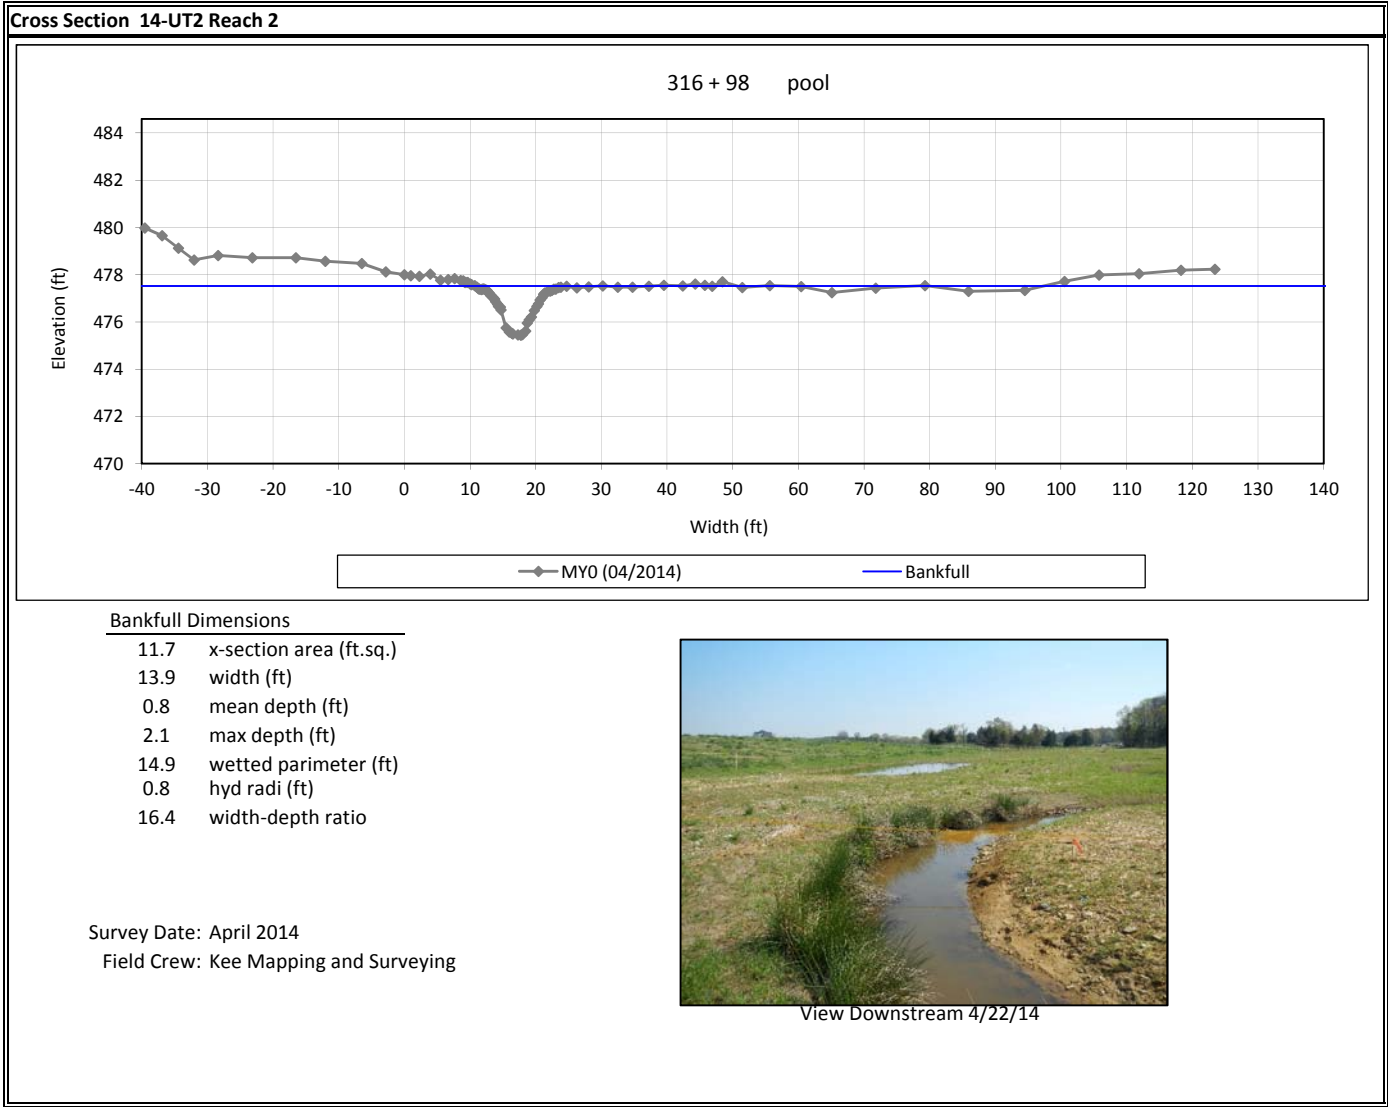 Cross Section 14-UT2 Reach 2
316 + 98 pool
484
482
480
478
476
474
472
470
Elevation (ft)
-40 -30 -20 -10 0 10 20 30 40 50 60 70 80 90 100 110 120 130 140
Width (ft)
MY0 (04/2014) Bankfull
Bankfull Dimensions
11.7 x-section area (ft.sq.)
13.9 width (ft)
0.8 mean depth (ft)
2.1 max depth (ft)
14.9 wetted parimeter (ft)
0.8 hyd radi (ft)
16.4 width-depth ratio
Survey Date: April 2014
Field Crew: Kee Mapping and Surveying
View Downstream 4/22/14